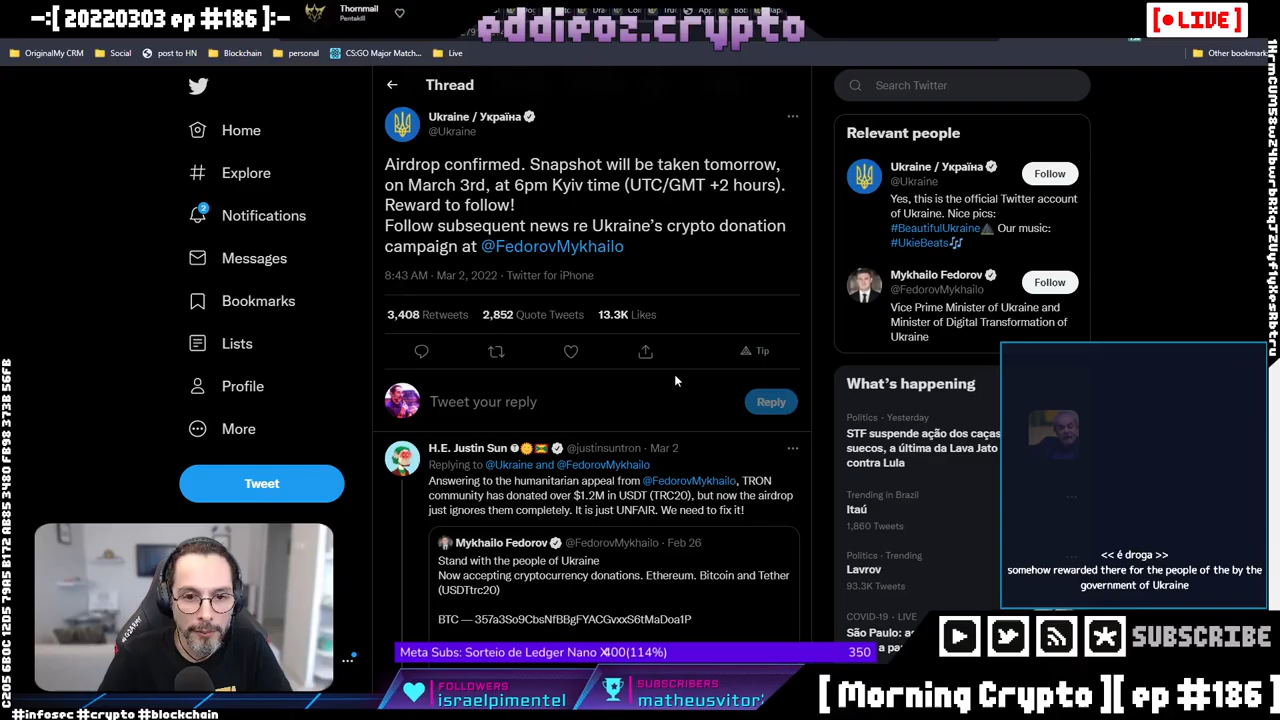 -:[ 20220303 ep #186 ]:-
Thornmail
Pentakill
eddieoz.crypto
[•LIVE]
OriginalMy CRM
Social
post to HN
Blockchain
personal
CS:GO Major Match...
Live
Other bookmark
Home
Explore
2
Notifications
Messages
Bookmarks
Lists
Profile
More
Tweet
Thread
Ukraine / Україна
@Ukraine
Airdrop confirmed. Snapshot will be taken tomorrow,
on March 3rd, at 6pm Kyiv time (UTC/GMT +2 hours).
Reward to follow!
Follow subsequent news re Ukraine’s crypto donation
campaign at @FedorovMykhailo
8:43 AM · Mar 2, 2022 · Twitter for iPhone
3,408 Retweets 2,852 Quote Tweets 13.3K Likes
Tip
Tweet your reply
Reply
H.E. Justin Sun @justinsuntron · Mar 2
Replying to @Ukraine and @FedorovMykhailo
Answering to the humanitarian appeal from @FedorovMykhailo, TRON
community has donated over $1.2M in USDT (TRC20), but now the airdrop
just ignores them completely. It is just UNFAIR. We need to fix it!
Mykhailo Fedorov @FedorovMykhailo · Feb 26
Stand with the people of Ukraine
Now accepting cryptocurrency donations. Ethereum. Bitcoin and Tether
(USDTtrc20)
BTC — 357a3So9CbsNfBBgFYACGvxxS6tMaDoa1P
Search Twitter
Relevant people
Ukraine / Україна
@Ukraine
Follow
Yes, this is the official Twitter account
of Ukraine. Nice pics:
#BeautifulUkraine Our music:
#UkieBeats
Mykhailo Fedorov
@FedorovMykhailo
Follow
Vice Prime Minister of Ukraine and
Minister of Digital Transformation of
Ukraine
What’s happening
Politics · Yesterday
STF suspende ação dos caças
suecos, a última da Lava Jato
contra Lula
Trending in Brazil
Itaú
1,860 Tweets
Politics · Trending
Lavrov
93.3K Tweets
COVID-19 · LIVE
São Paulo:
<< é droga >>
somehow rewarded there for the people of the by the
government of Ukraine
SUBSCRIBE
Meta Subs: Sorteio de Ledger Nano X
400(114%)
350
FOLLOWERS
israelpimentel
SUBSCRIBERS
matheusvitor
[ Morning Crypto ][ ep #186 ]
#infosec #crypto #blockchain